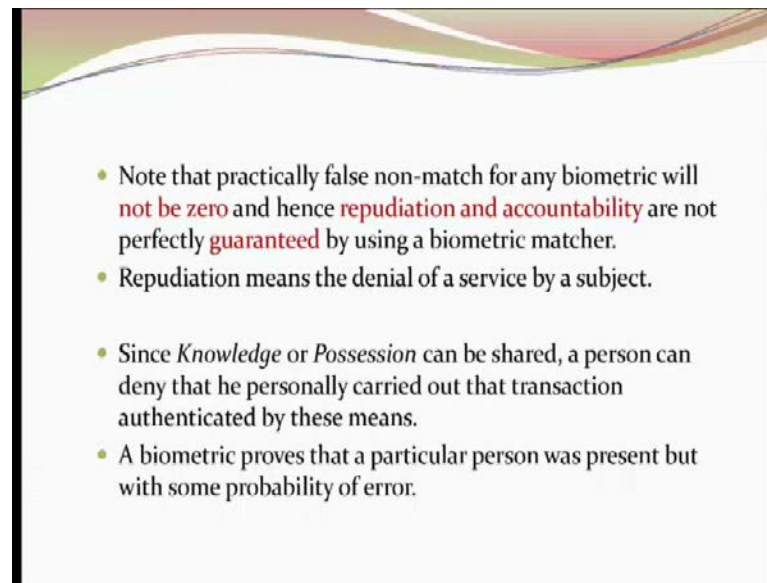 • Note that practically false non-match for any biometric will
not be zero and hence repudiation and accountability are not
perfectly guaranteed by using a biometric matcher.
• Repudiation means the denial of a service by a subject.
• Since Knowledge or Possession can be shared, a person can
deny that he personally carried out that transaction
authenticated by these means.
• A biometric proves that a particular person was present but
with some probability of error.